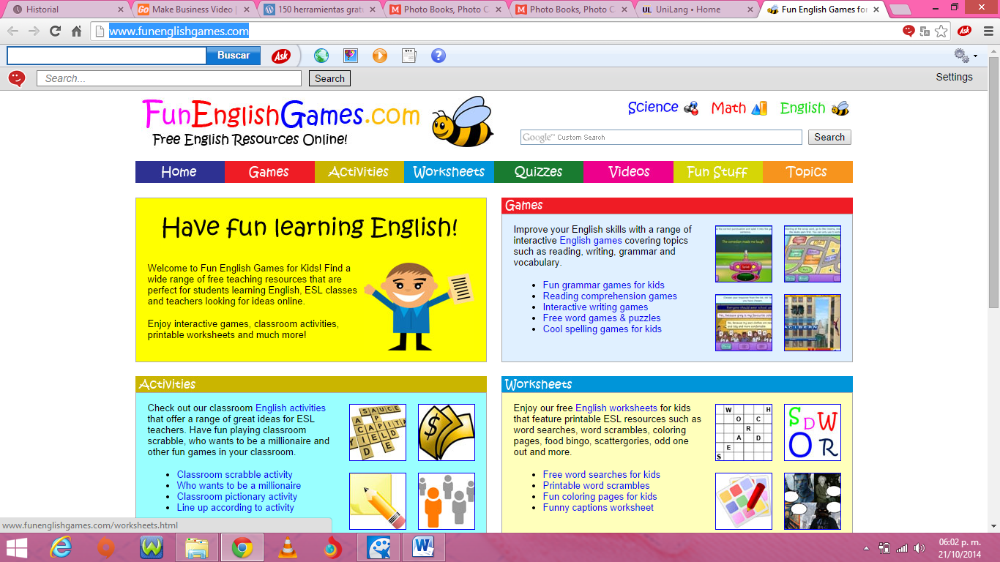 Historial
Make Business Video |
150 herramientas gratu
Photo Books, Photo C
Photo Books, Photo C
UniLang • Home
Fun English Games for
www.funenglishgames.com
Ask
Buscar
Ask
Search...
Search
Settings
FunEnglishGames.com
Free English Resources Online!
Science
Math
English
Google™ Custom Search
Search
Home
Games
Activities
Worksheets
Quizzes
Videos
Fun Stuff
Topics
Have fun learning English!
Welcome to Fun English Games for Kids! Find a
wide range of free teaching resources that are
perfect for students learning English, ESL classes
and teachers looking for ideas online.
Enjoy interactive games, classroom activities,
printable worksheets and much more!
Games
Improve your English skills with a range of
interactive English games covering topics
such as reading, writing, grammar and
vocabulary.
Fun grammar games for kids
Reading comprehension games
Interactive writing games
Free word games & puzzles
Cool spelling games for kids
The comedian made me laugh
Activities
Check out our classroom English activities
that offer a range of great ideas for ESL
teachers. Have fun playing classroom
scrabble, who wants to be a millionaire and
other fun games in your classroom.
Classroom scrabble activity
Who wants to be a millionaire
Classroom pictionary activity
Line up according to activity
SAUCE
CAPIT
YIELD
$
Worksheets
Enjoy our free English worksheets for kids
that feature printable ESL resources such as
word searches, word scrambles, coloring
pages, food bingo, scattergories, odd one
out and more.
Free word searches for kids
Printable word scrambles
Fun coloring pages for kids
Funny captions worksheet
W H
O C
R
A D
E
S
S D W
O R
www.funenglishgames.com/worksheets.html
06:02 p. m.
21/10/2014